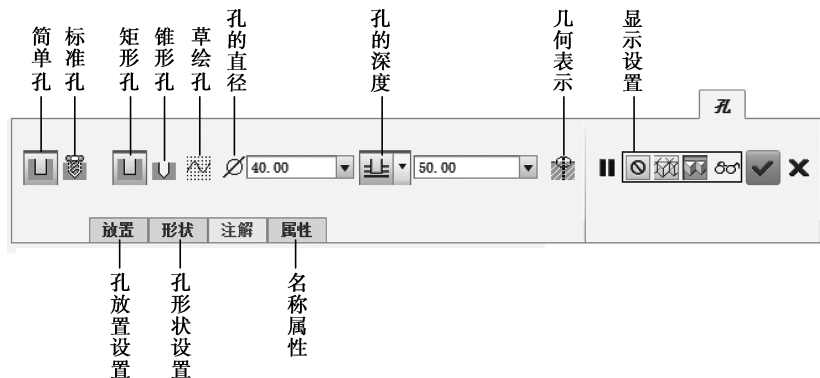 简单孔
标准孔
矩形孔
锥形孔
草绘孔
孔的直径
孔的深度
几何表示
显示设置
孔
40.00
50.00
放置
形状
注解
属性
孔放置设置
孔形状设置
名称属性